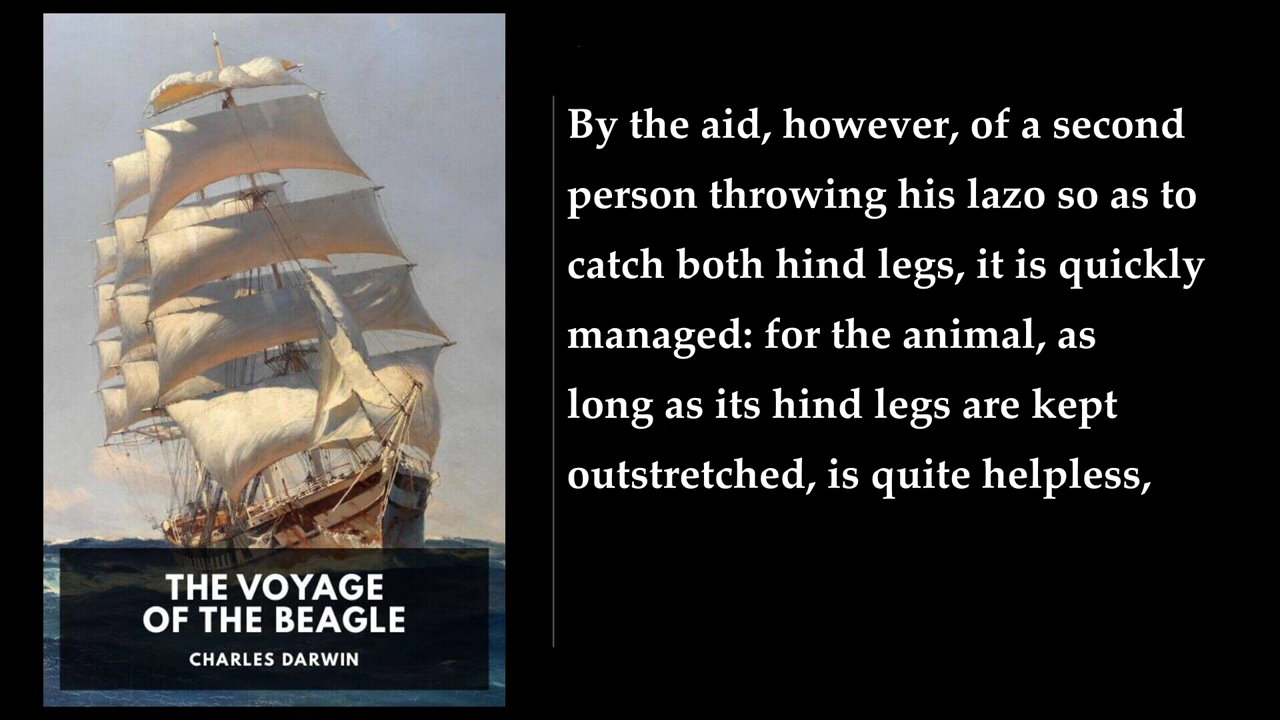 THE VOYAGE
OF THE BEAGLE
CHARLES DARWIN
By the aid, however, of a second
person throwing his lazo so as to
catch both hind legs, it is quickly
managed: for the animal, as
long as its hind legs are kept
outstretched, is quite helpless,